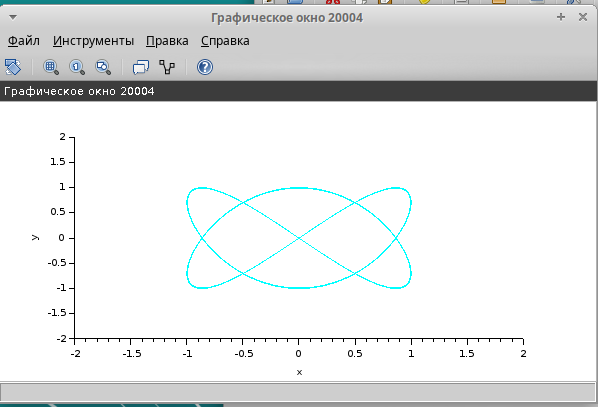 Графическое окно 20004
Файл Инструменты Правка Справка
Графическое окно 20004
2
1.5
1
0.5
y
0
-0.5
-1
-1.5
-2
-2 -1.5 -1 -0.5 0 0.5 1 1.5 2
x